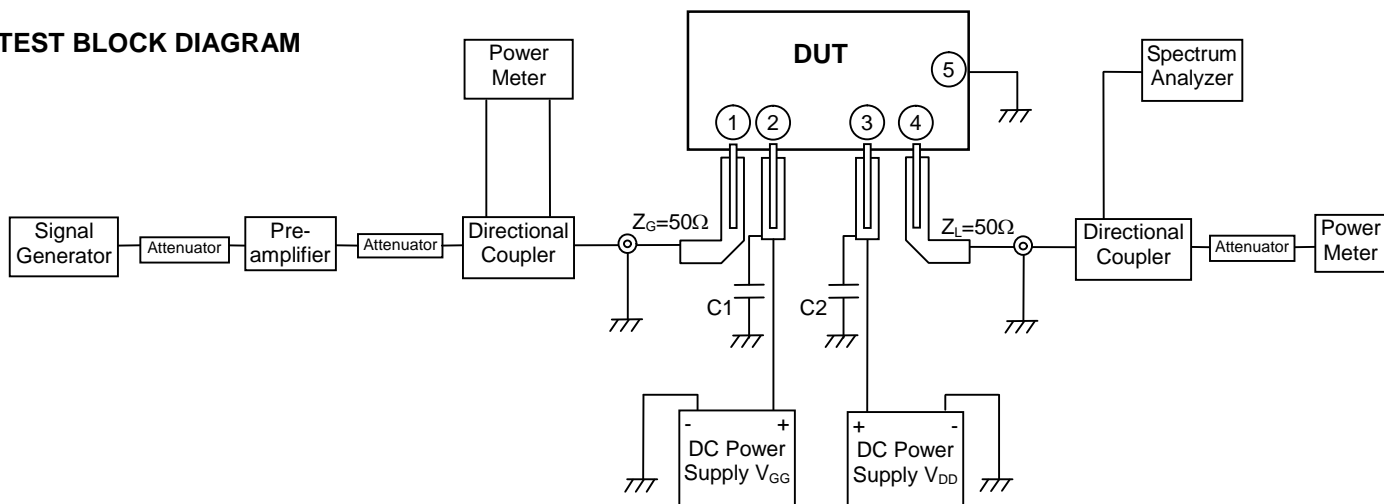 TEST BLOCK DIAGRAM
Power
Meter
DUT
5
Spectrum
Analyzer
1
2
3
4
Signal
Generator
Attenuator
Pre-
amplifier
Attenuator
Directional
Coupler
ZG=50Ω
ZL=50Ω
Directional
Coupler
Attenuator
Power
Meter
C1
C2
- +
DC Power
Supply VGG
+ -
DC Power
Supply VDD